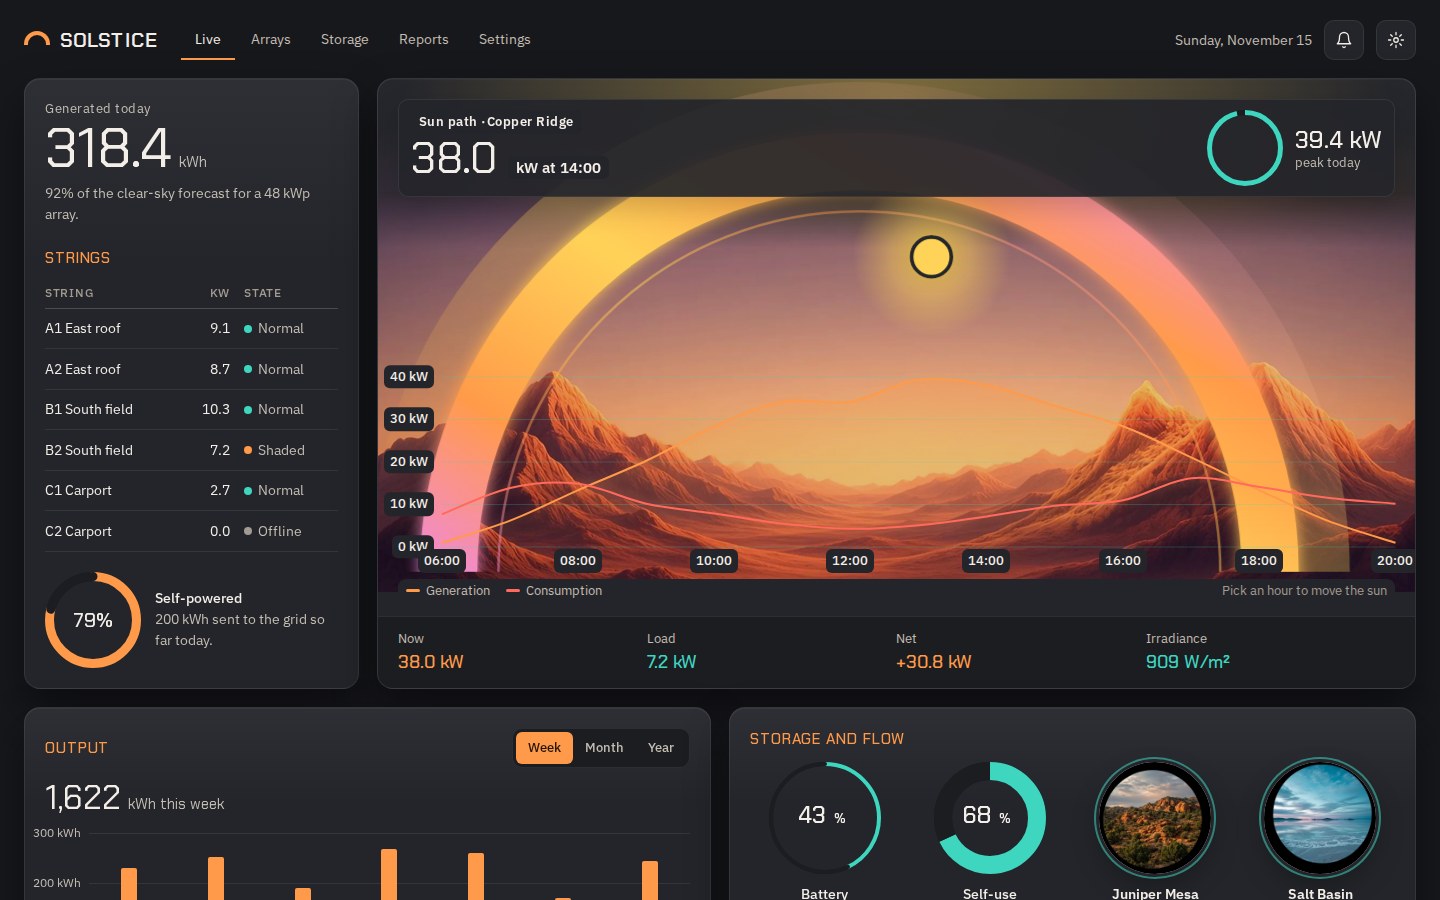 SOLSTICE
Live Arrays Storage Reports Settings
Sunday, November 15
Generated today
318.4 kWh
92% of the clear-sky forecast for a 48 kWp
array.
STRINGS
STRING KW STATE
A1 East roof 9.1 Normal
A2 East roof 8.7 Normal
B1 South field 10.3 Normal
B2 South field 7.2 Shaded
C1 Carport 2.7 Normal
C2 Carport 0.0 Offline
79%
Self-powered
200 kWh sent to the grid so
far today.
Sun path · Copper Ridge
38.0 kW at 14:00
39.4 kW
peak today
40 kW
30 kW
20 kW
10 kW
0 kW
06:00 08:00 10:00 12:00 14:00 16:00 18:00 20:00
Generation Consumption
Pick an hour to move the sun
Now Load Net Irradiance
38.0 kW 7.2 kW +30.8 kW 909 W/m²
OUTPUT
Week Month Year
1,622 kWh this week
300 kWh
200 kWh
STORAGE AND FLOW
43 % 68 %
Battery Self-use Juniper Mesa Salt Basin